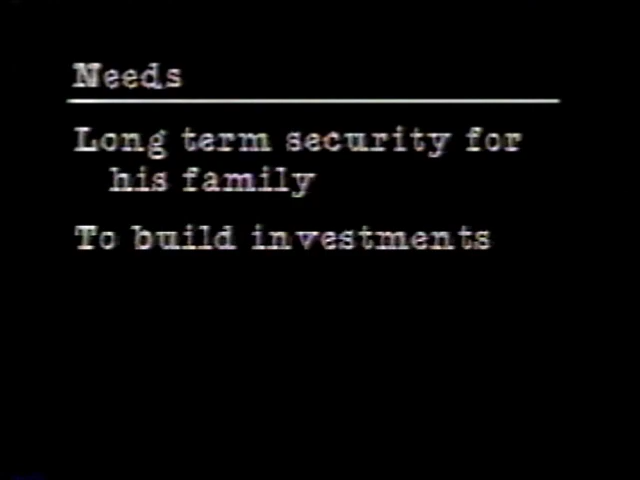 Needs
Long term security for
his family
To build investments